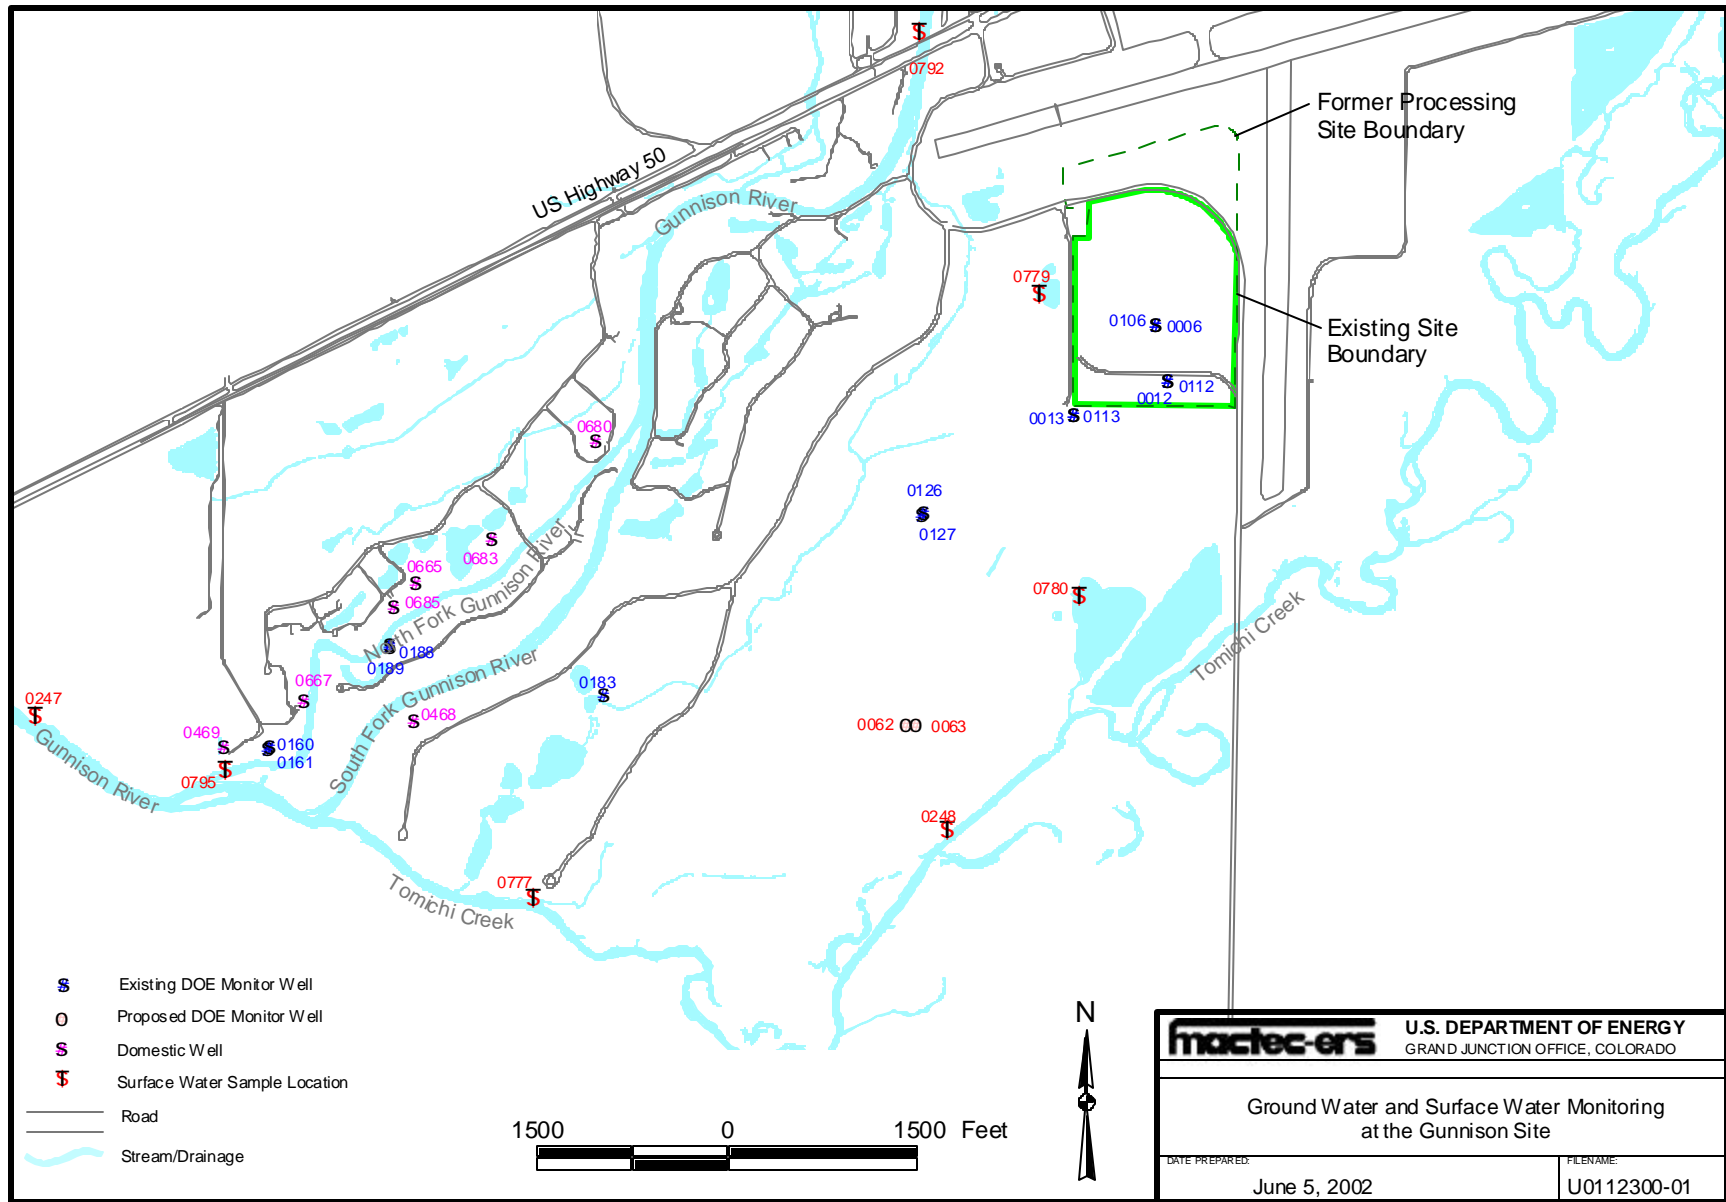 0792
Former Processing
Site Boundary
US Highway 50
Gunnison River
0779
0106
0006
Existing Site
Boundary
0112
0012
0013
0113
0680
0126
0127
0683
0665
0685
North Fork Gunnison River
0188
0189
0780
Tomichi Creek
0667
0183
0247
0468
South Fork Gunnison River
0062
0063
0469
0160
0161
0795
Gunnison River
0248
0777
Tomichi Creek
Existing DOE Monitor Well
Proposed DOE Monitor Well
Domestic Well
Surface Water Sample Location
Road
Stream/Drainage
1500 0 1500 Feet
N
mactec-ers
U.S. DEPARTMENT OF ENERGY
GRAND JUNCTION OFFICE, COLORADO
Ground Water and Surface Water Monitoring
at the Gunnison Site
DATE PREPARED:
June 5, 2002
FILENAME:
U0112300-01